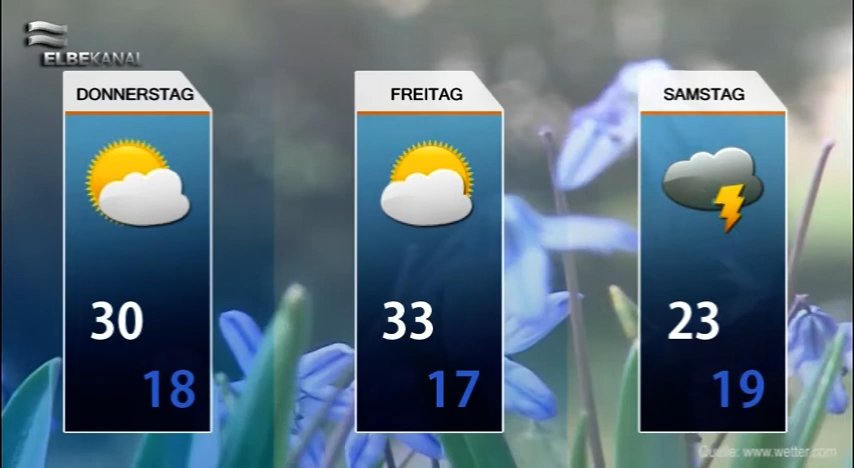 ELBEKANAL
DONNERSTAG
30
18
FREITAG
33
17
SAMSTAG
23
19
Quelle: www.wetter.com